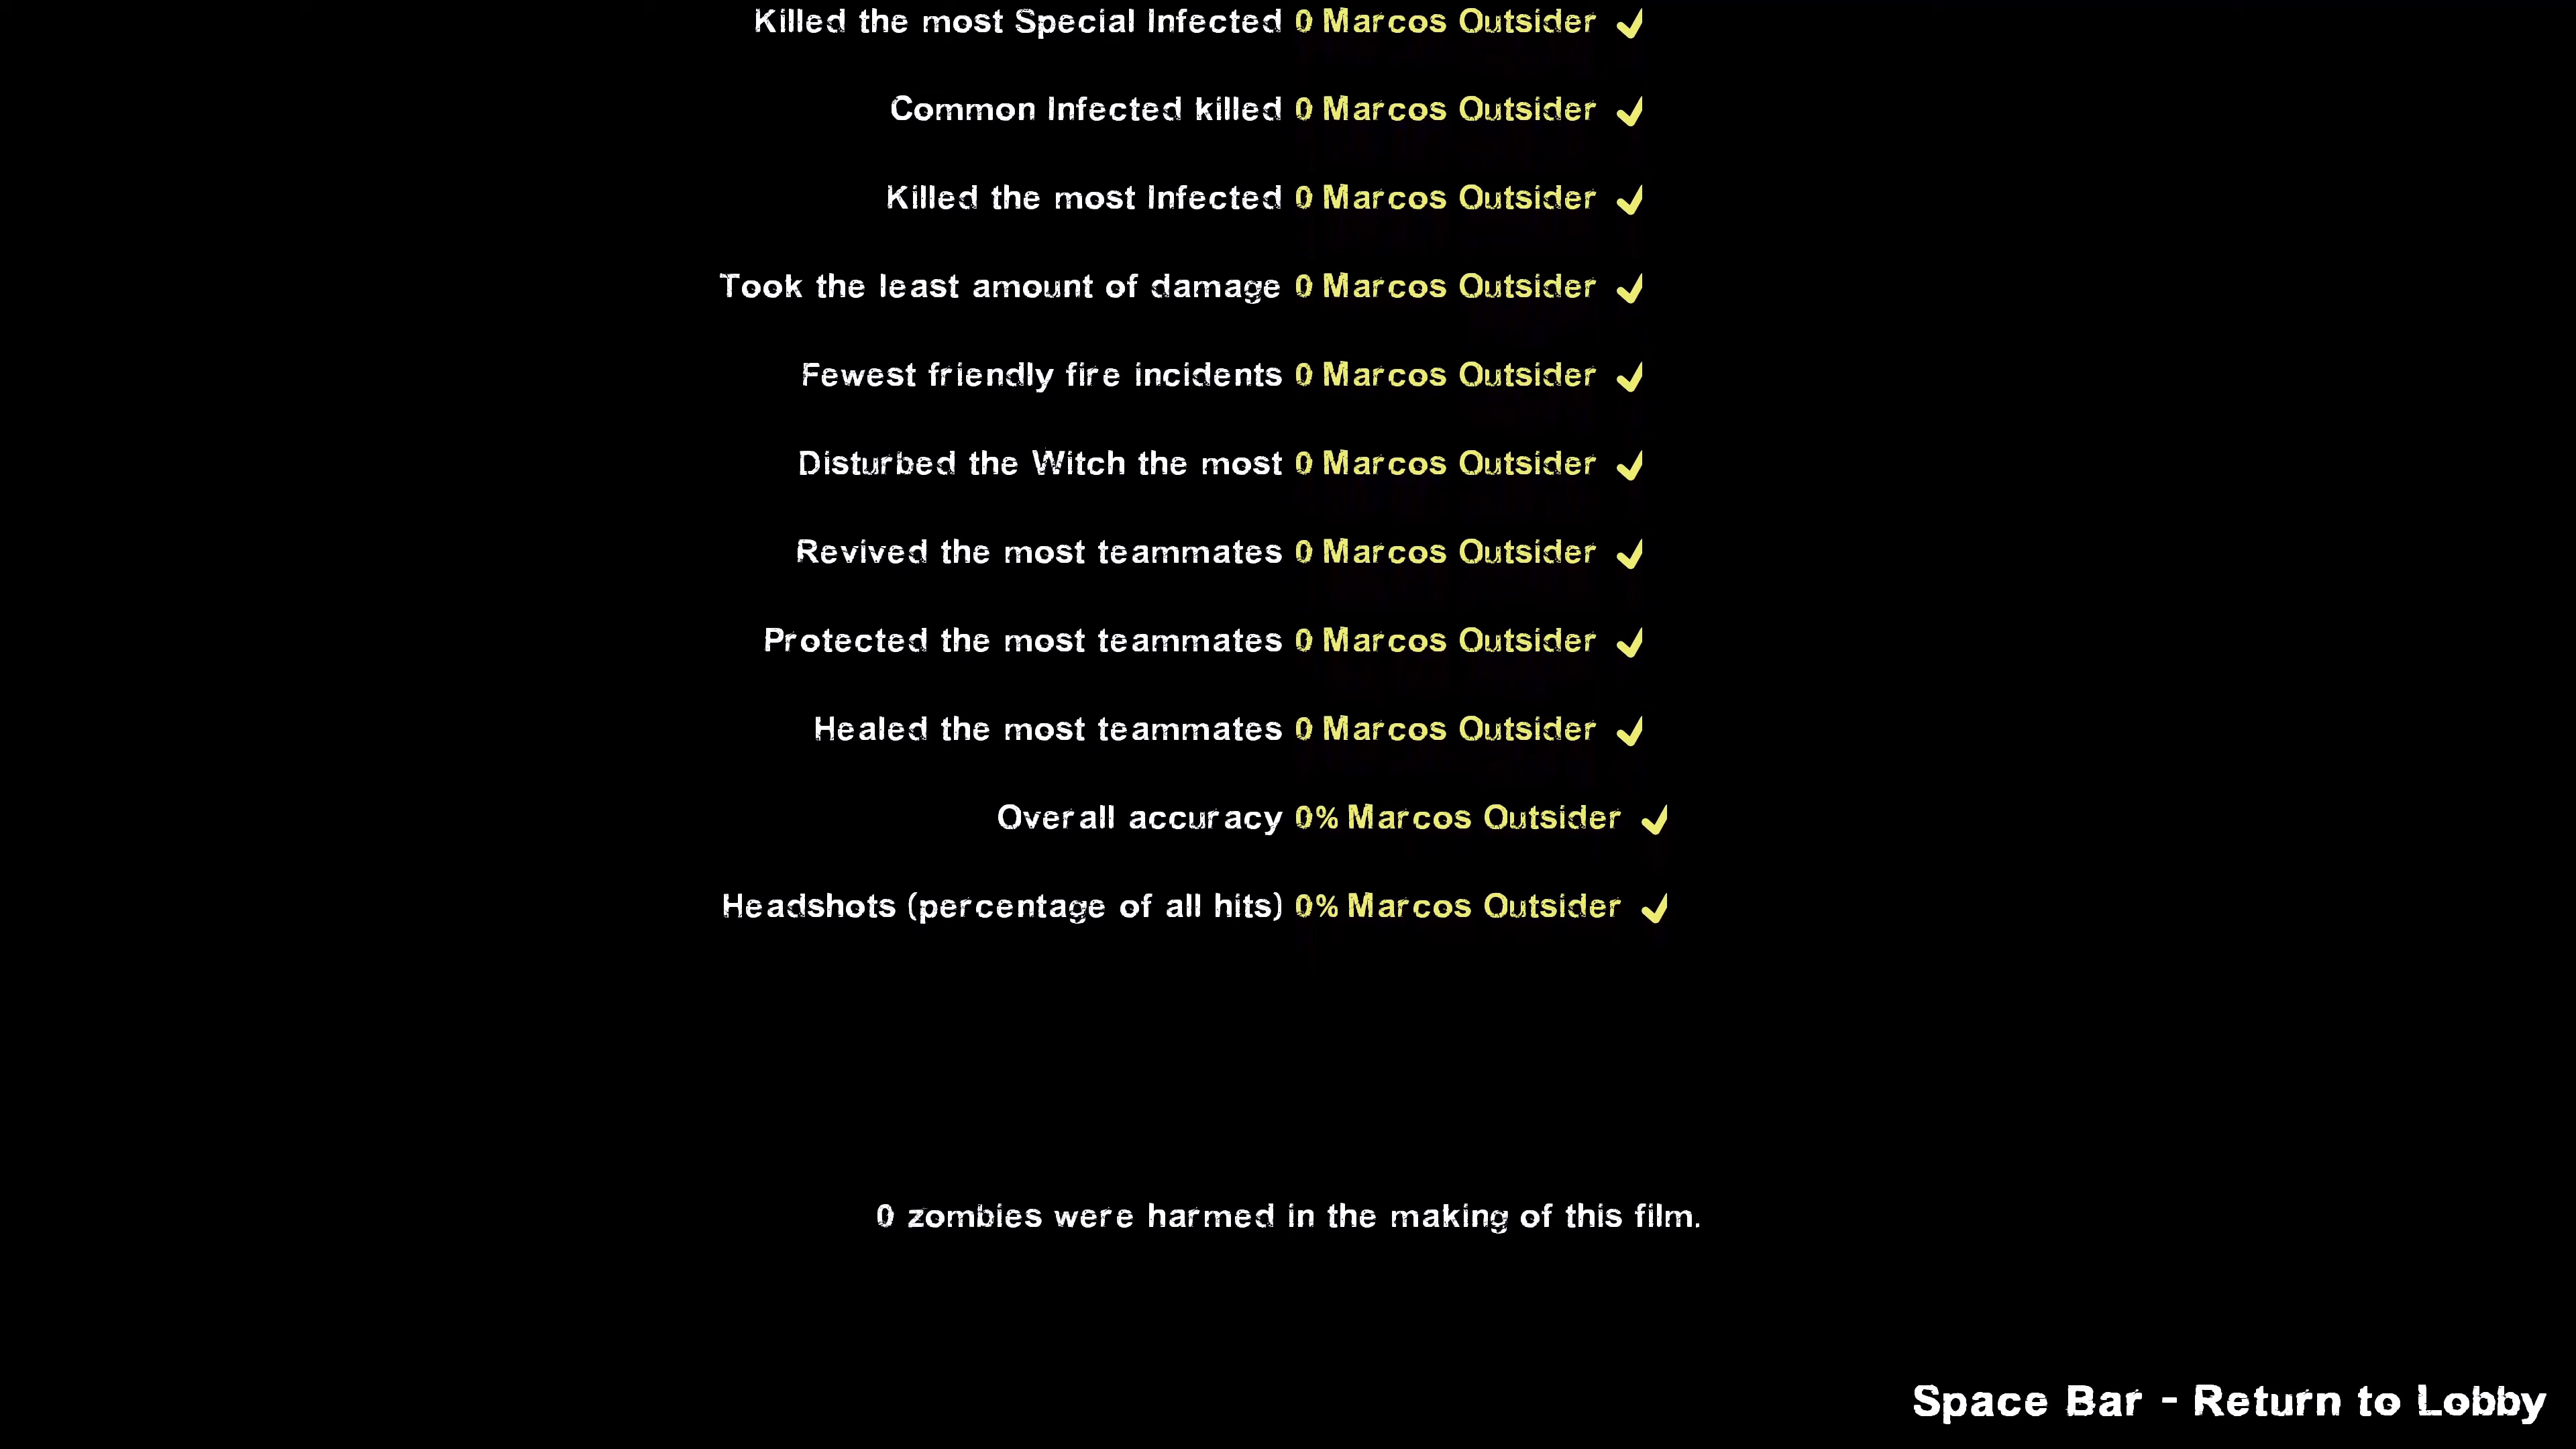 Killed the most Special Infected 0 Marcos Outsider ✓
Common Infected killed 0 Marcos Outsider ✓
Killed the most Infected 0 Marcos Outsider ✓
Took the least amount of damage 0 Marcos Outsider ✓
Fewest friendly fire incidents 0 Marcos Outsider ✓
Disturbed the Witch the most 0 Marcos Outsider ✓
Revived the most teammates 0 Marcos Outsider ✓
Protected the most teammates 0 Marcos Outsider ✓
Healed the most teammates 0 Marcos Outsider ✓
Overall accuracy 0% Marcos Outsider ✓
Headshots (percentage of all hits) 0% Marcos Outsider ✓
0 zombies were harmed in the making of this film.
Space Bar - Return to Lobby